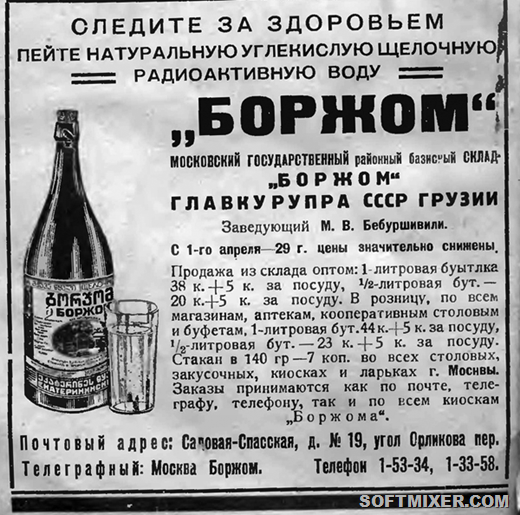 СЛЕДИТЕ ЗА ЗДОРОВЬЕМ
ПЕЙТЕ НАТУРАЛЬНУЮ УГЛЕКИСЛУЮ ЩЕЛОЧНУЮ
РАДИОАКТИВНУЮ ВОДУ
„БОРЖОМ“
МОСКОВСКИЙ ГОСУДАРСТВЕННЫЙ районный базисный СКЛАД-
„БОРЖОМ“
ГЛАВКУРУПРА СССР ГРУЗИИ
Заведующий М. В. Бебуршивили.
С 1-го апреля—29 г. цены значительно снижены.
Продажа из склада оптом: 1-литровая буытлка
38 к.+5 к. за посуду, 1/2-литровая бут.—
20 к.+5 к. за посуду. В розницу, по всем
магазинам, аптекам, кооперативным столовым
и буфетам, 1-литровая бут. 44 к.+5 к. за посуду,
1/2-литровая бут.—23 к.+5 к. за посуду.
Стакан в 140 гр—7 коп. во всех столовых,
закусочных, киосках и ларьках г. Москвы.
Заказы принимаются как по почте, теле-
графу, телефону, так и по всем киоскам
„Боржома“.
Почтовый адрес: Садовая-Спасская, д. № 19, угол Орликова пер.
Телеграфный: Москва Боржом. Телефон 1-53-34, 1-33-58.
ბორჯომი
БОРЖОМ
SOFTMIXER.COM